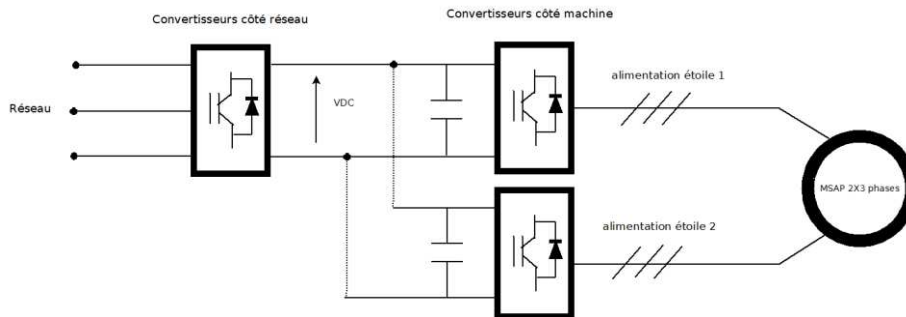 Convertisseurs côté réseau
Convertisseurs côté machine
alimentation étoile 1
Réseau
VDC
MSAP 2X3 phases
alimentation étoile 2